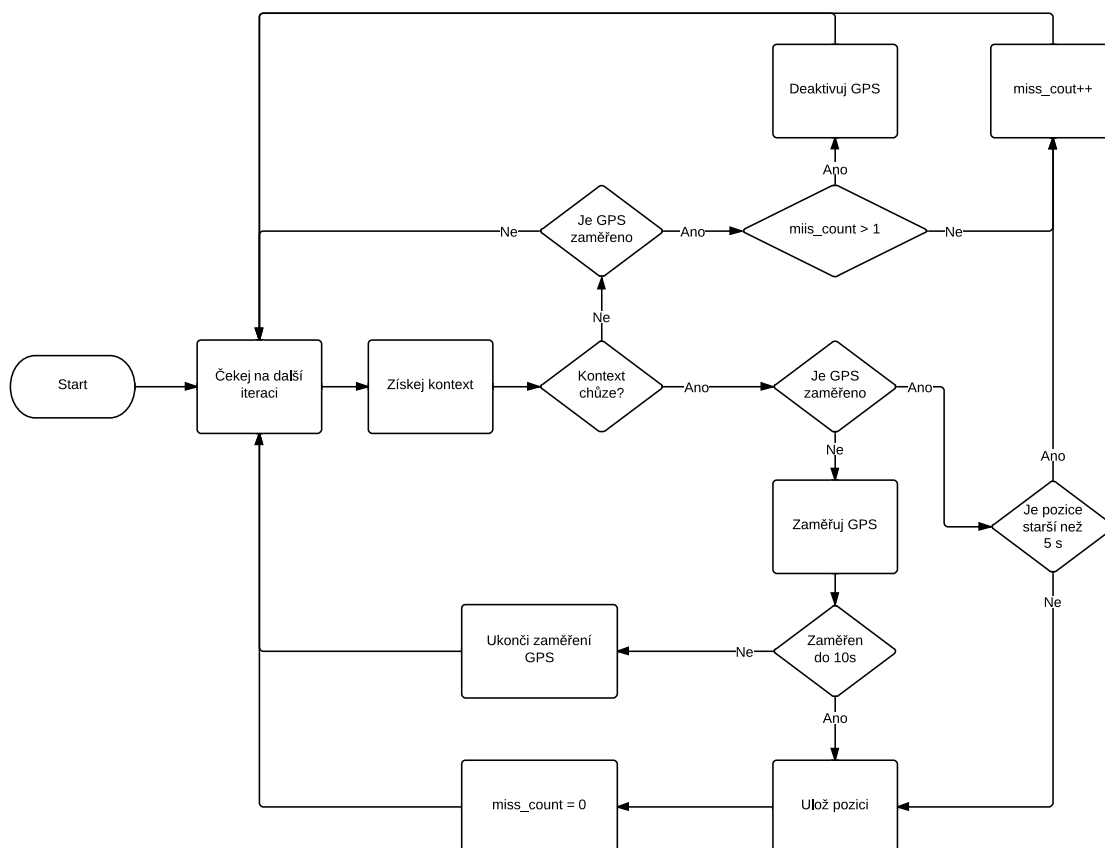 Deaktivuj GPS
miss_cout++
Ano
Je GPS
zaměřeno
Ne
Ano
miis_count > 1
Ne
Ne
Start
Čekej na další
iteraci
Získej kontext
Kontext
chůze?
Ano
Je GPS
zaměřeno
Ano
Ne
Ano
Zaměřuj GPS
Je pozice
starší než
5 s
Ne
Ukonči zaměření
GPS
Ne
Zaměřen
do 10s
Ano
miss_count = 0
Ulož pozici